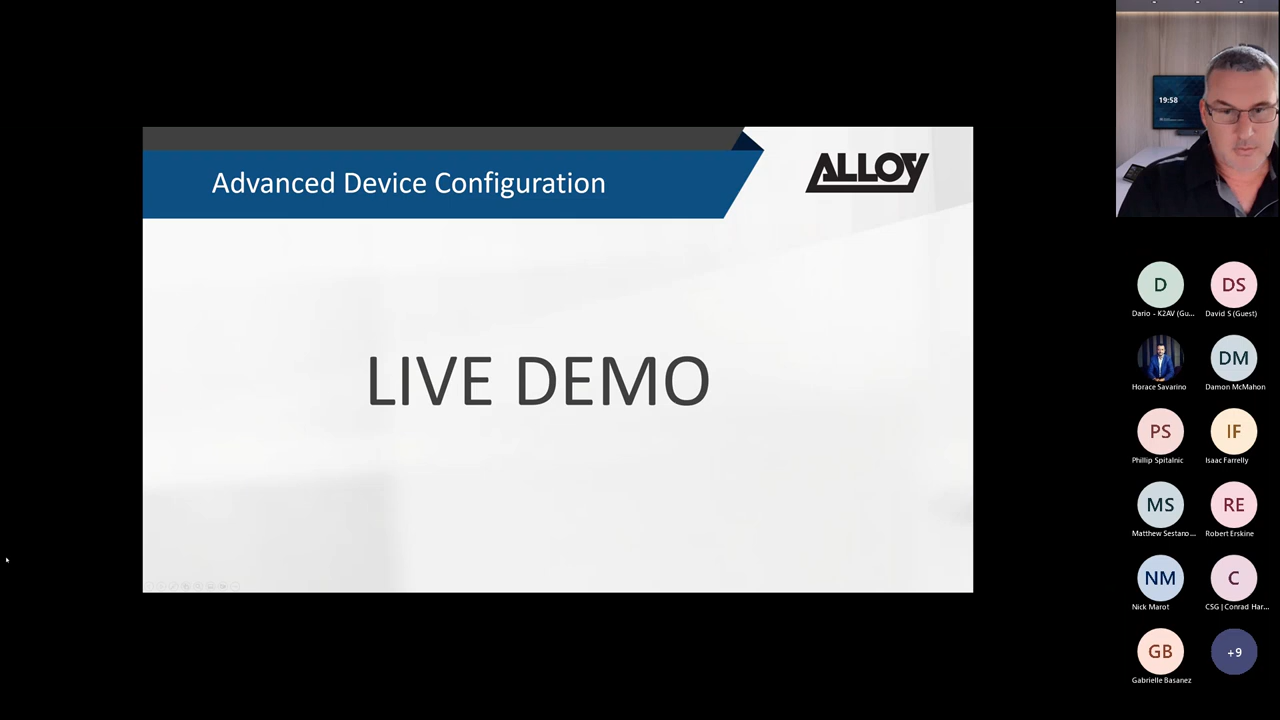 Advanced Device Configuration
ALLOY
LIVE DEMO
19:58
D
DS
Dario - K2AV (Gu...
David S (Guest)
DM
Horace Savarino
Damon McMahon
PS
IF
Phillip Spitalnic
Isaac Farrelly
MS
RE
Matthew Sestano...
Robert Erskine
NM
C
Nick Marot
CSG | Conrad Har...
GB
+9
Gabrielle Basanez